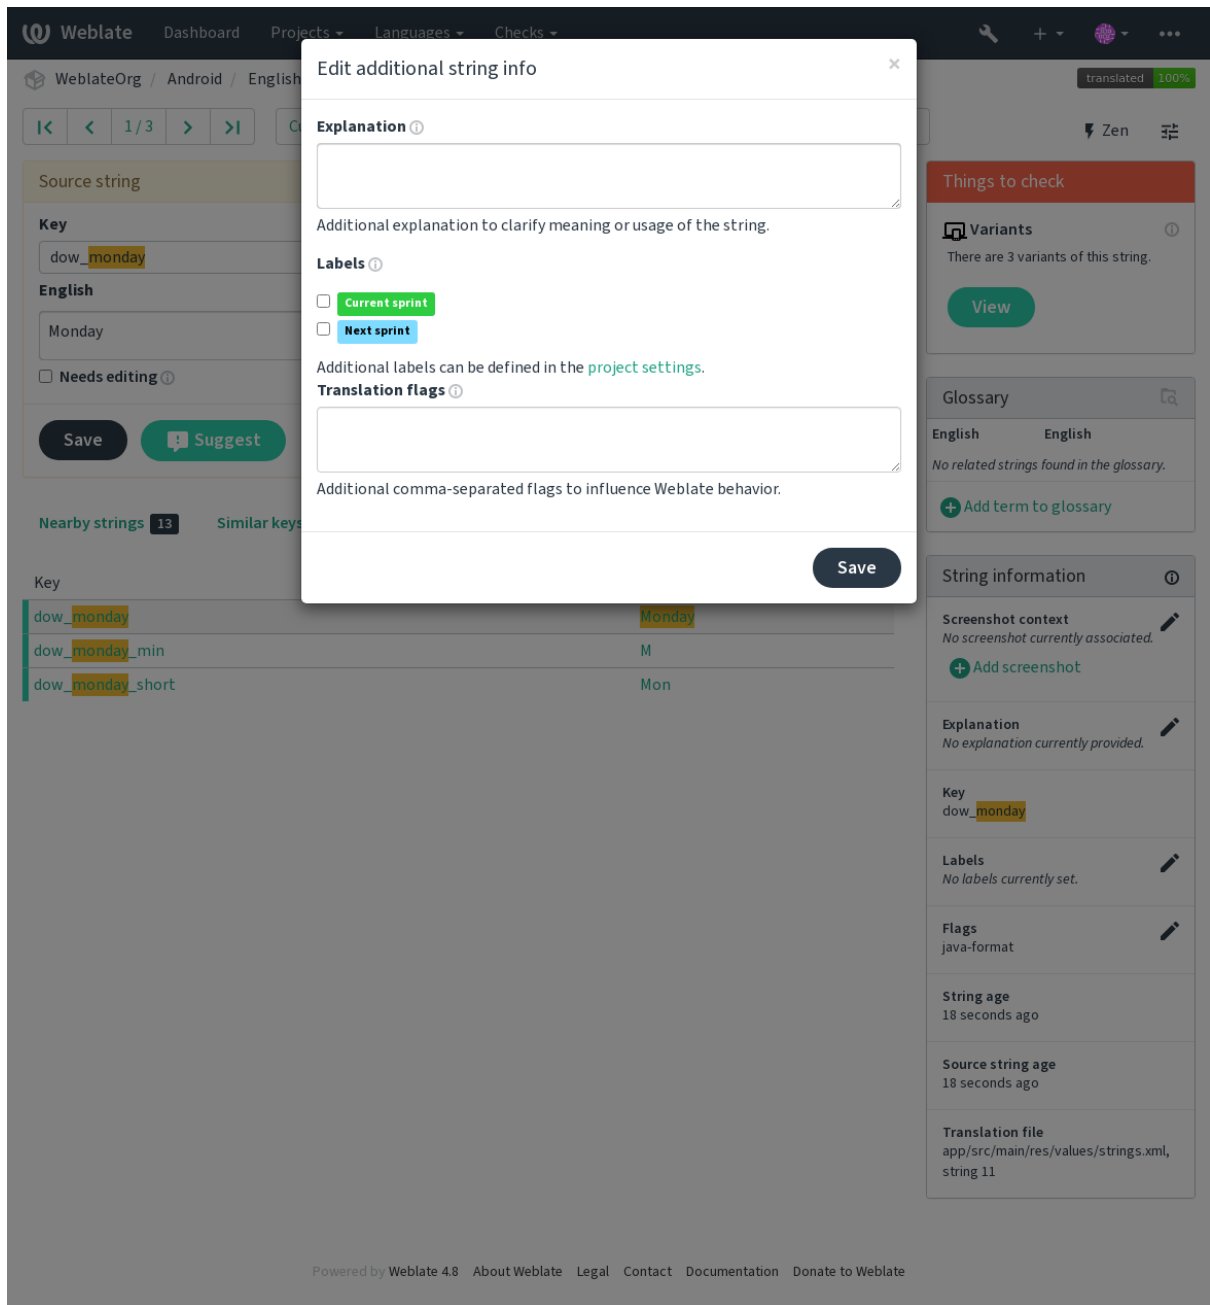 Weblate Dashboard Projects Languages Checks
WeblateOrg / Android / English
translated 100%
1 / 3
Zen
Edit additional string info
×
Explanation
Additional explanation to clarify meaning or usage of the string.
Labels
Current sprint
Next sprint
Additional labels can be defined in the project settings.
Translation flags
Additional comma-separated flags to influence Weblate behavior.
Save
Source string
Key
dow_monday
English
Monday
Needs editing
Save Suggest
Nearby strings 13 Similar keys
Key
dow_monday Monday
dow_monday_min M
dow_monday_short Mon
Things to check
Variants
There are 3 variants of this string.
View
Glossary
English English
No related strings found in the glossary.
Add term to glossary
String information
Screenshot context
No screenshot currently associated.
Add screenshot
Explanation
No explanation currently provided.
Key
dow_monday
Labels
No labels currently set.
Flags
java-format
String age
18 seconds ago
Source string age
18 seconds ago
Translation file
app/src/main/res/values/strings.xml,
string 11
Powered by Weblate 4.8 About Weblate Legal Contact Documentation Donate to Weblate